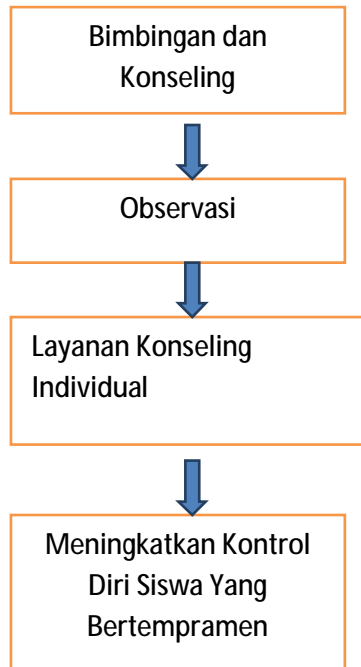 Bimbingan dan
Konseling
Observasi
Layanan Konseling
Individual
Meningkatkan Kontrol
Diri Siswa Yang
Bertempramen